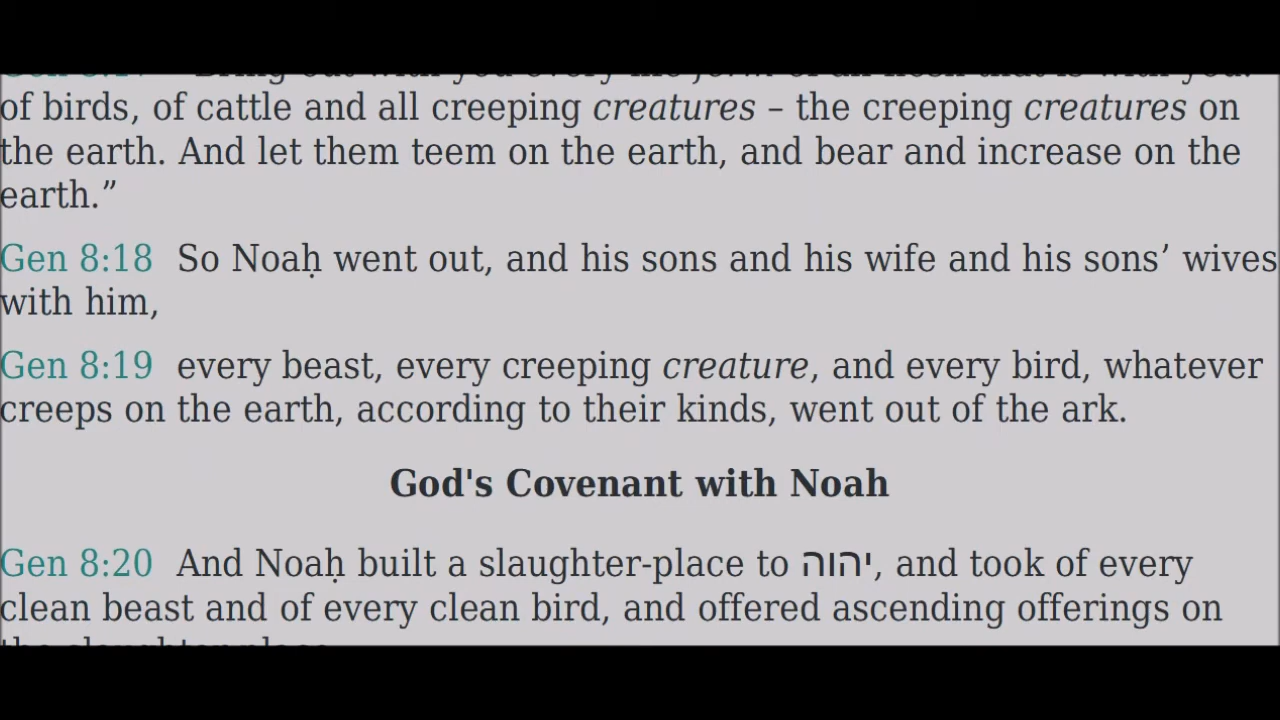 of birds, of cattle and all creeping creatures – the creeping creatures on
the earth. And let them teem on the earth, and bear and increase on the
earth.”
Gen 8:18 So Noaḥ went out, and his sons and his wife and his sons’ wives
with him,
Gen 8:19 every beast, every creeping creature, and every bird, whatever
creeps on the earth, according to their kinds, went out of the ark.
God's Covenant with Noah
Gen 8:20 And Noaḥ built a slaughter-place to יהוה, and took of every
clean beast and of every clean bird, and offered ascending offerings on